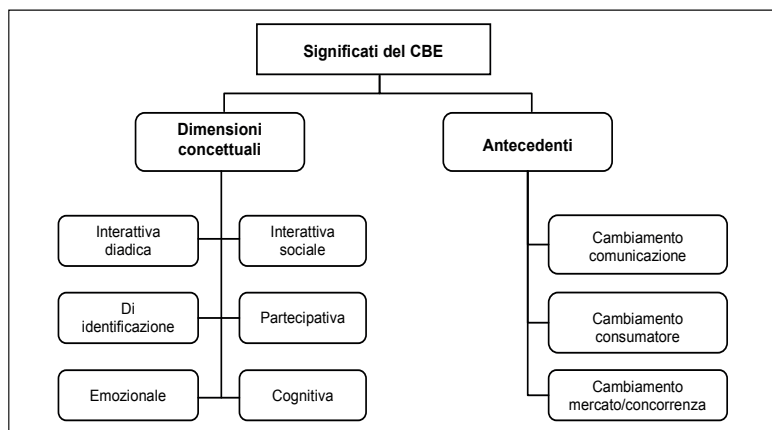 Significati del CBE
Dimensioni
concettuali
Antecedenti
Interattiva
diadica
Interattiva
sociale
Di
identificazione
Partecipativa
Emozionale
Cognitiva
Cambiamento
comunicazione
Cambiamento
consumatore
Cambiamento
mercato/concorrenza